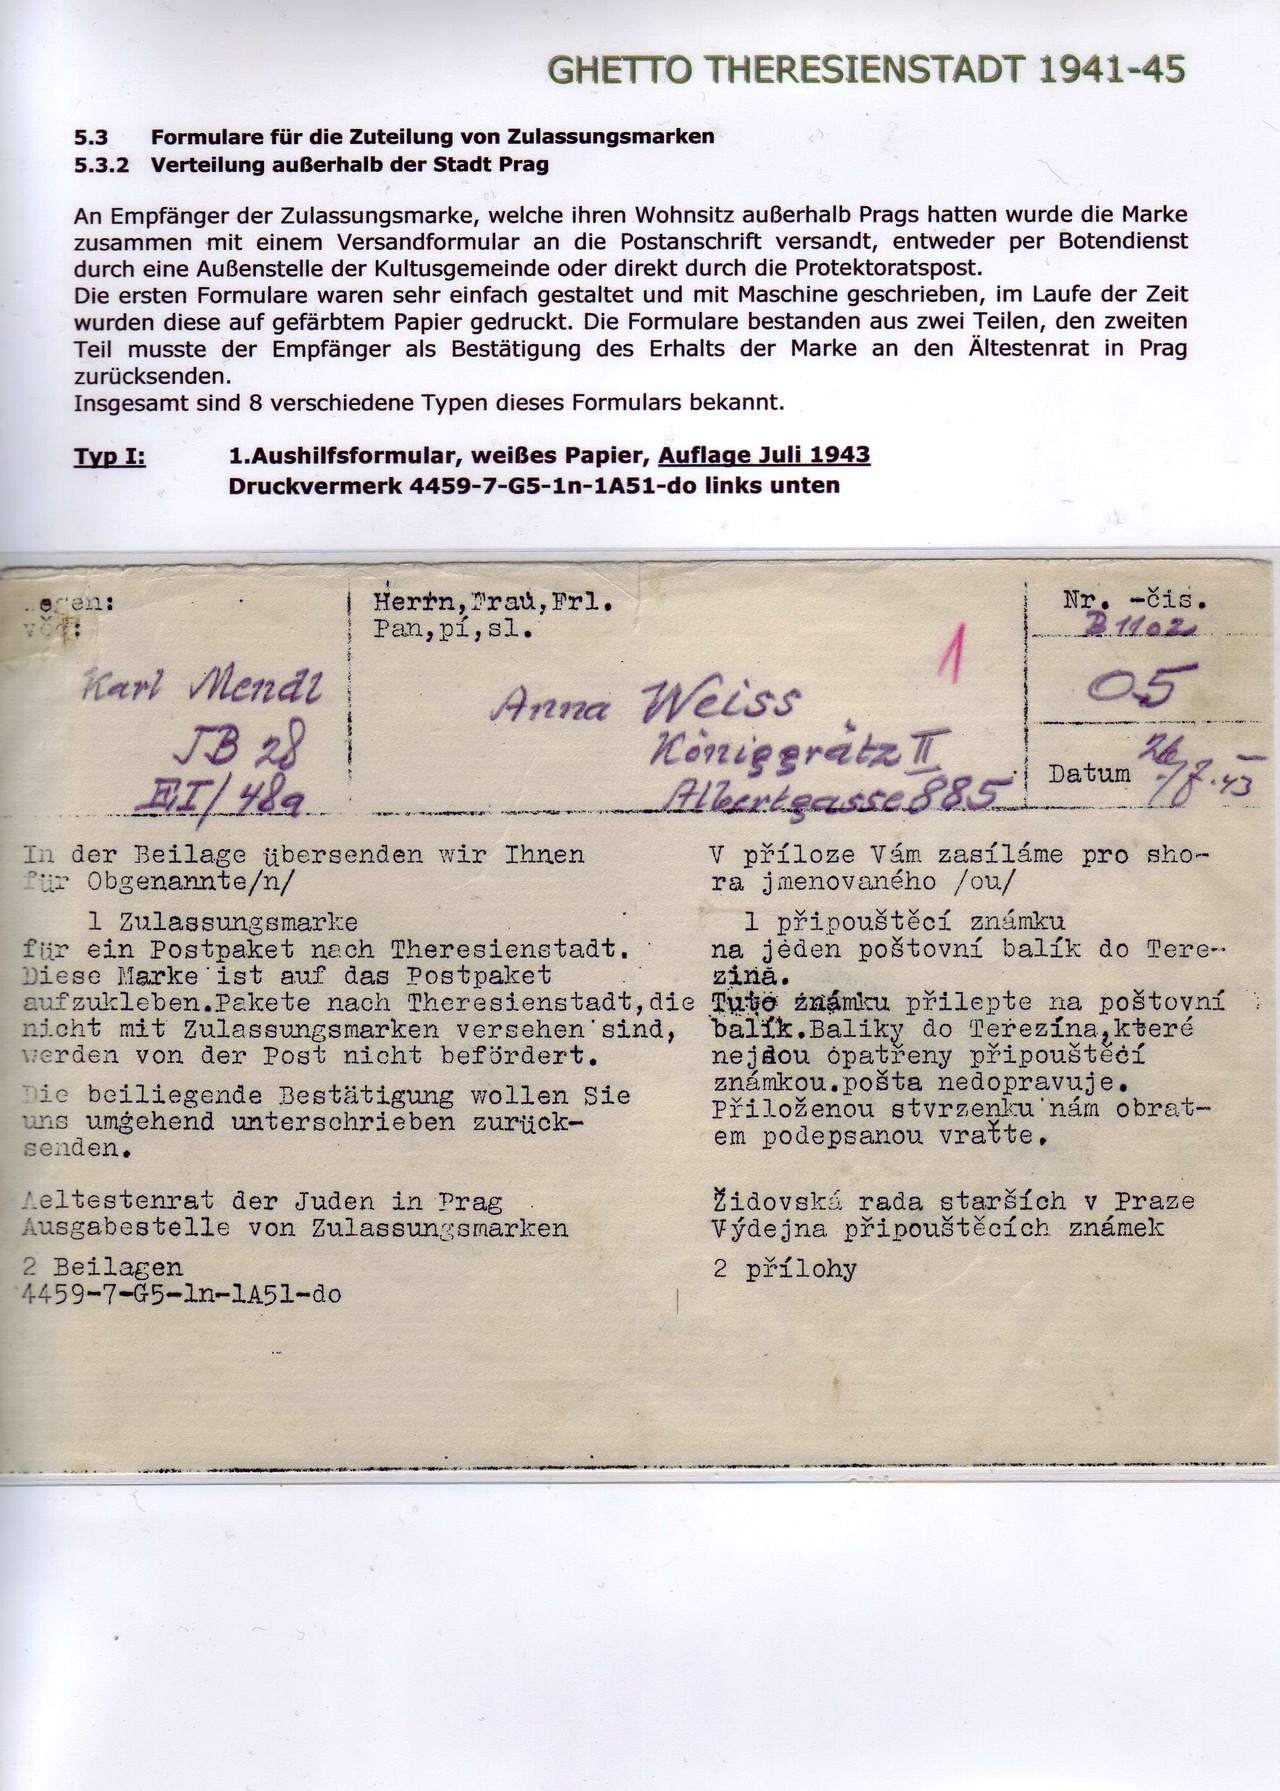 GHETTO THERESIENSTADT 1941-45
5.3 Formulare für die Zuteilung von Zulassungsmarken
5.3.2 Verteilung außerhalb der Stadt Prag
An Empfänger der Zulassungsmarke, welche ihren Wohnsitz außerhalb Prags hatten wurde die Marke
zusammen mit einem Versandformular an die Postanschrift versandt, entweder per Botendienst
durch eine Außenstelle der Kultusgemeinde oder direkt durch die Protektoratspost.
Die ersten Formulare waren sehr einfach gestaltet und mit Maschine geschrieben, im Laufe der Zeit
wurden diese auf gefärbtem Papier gedruckt. Die Formulare bestanden aus zwei Teilen, den zweiten
Teil musste der Empfänger als Bestätigung des Erhalts der Marke an den Ältestenrat in Prag
zurücksenden.
Insgesamt sind 8 verschiedene Typen dieses Formulars bekannt.
Typ I: 1.Aushilfsformular, weißes Papier, Auflage Juli 1943
Druckvermerk 4459-7-G5-1n-1A51-do links unten
Karl Mendl
JB 28
EI/48a
Herrn,Frau,Frl.
Pan,pí,sl.
1
Anna Weiss
Königgrätz II
Albertgasse 885
Nr. -čis.
B 1102
05
Datum 26/7.43
In der Beilage übersenden wir Ihnen
für Obgenannte/n/
1 Zulassungsmarke
für ein Postpaket nach Theresienstadt.
Diese Marke ist auf das Postpaket
aufzukleben.Pakete nach Theresienstadt,die
nicht mit Zulassungsmarken versehen sind,
werden von der Post nicht befördert.
Die beiliegende Bestätigung wollen Sie
uns umgehend unterschrieben zurück-
senden.
Aeltestenrat der Juden in Prag
Ausgabestelle von Zulassungsmarken
2 Beilagen
4459-7-G5-1n-1A51-do
V příloze Vám zasíláme pro sho-
ra jmenovaného /ou/
1 připouštěcí známku
na jeden poštovní balík do Tere-
zína.
Tuto známku přilepte na poštovní
balík.Baliky do Terezína,které
nejsou opatřeny připouštěcí
známkou.pošta nedopravuje.
Přiloženou stvrzenku nám obrat-
em podepsanou vraťte.
Židovská rada starších v Praze
Výdejna připouštěcích známek
2 přílohy